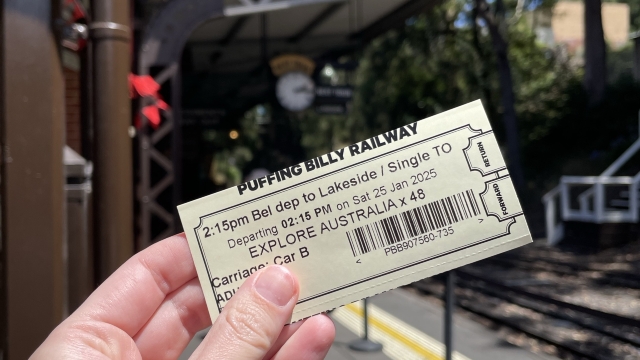 PUFFING BILLY RAILWAY
2:15pm Bel dep to Lakeside / Single TO
Departing 02:15 PM on Sat 25 Jan 2025
EXPLORE AUSTRALIA x 48
< >
PBB907560-735
Carriage: Car B
RETURN
FORWARD